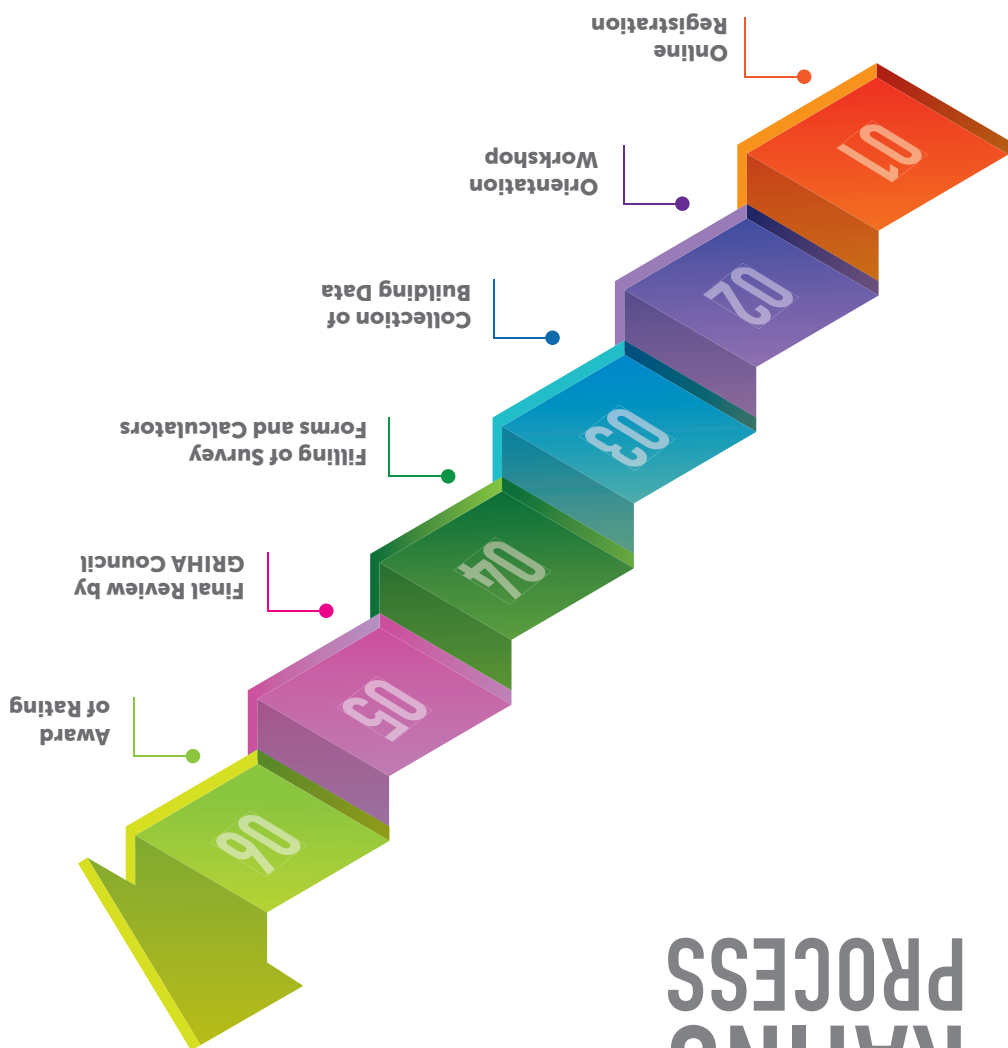 RATING
PROCESS
01
Online
Registration
02
Orientation
Workshop
03
Collection of
Building Data
04
Filling of Survey
Forms and Calculators
05
Final Review by
GRIHA Council
06
Award
of Rating